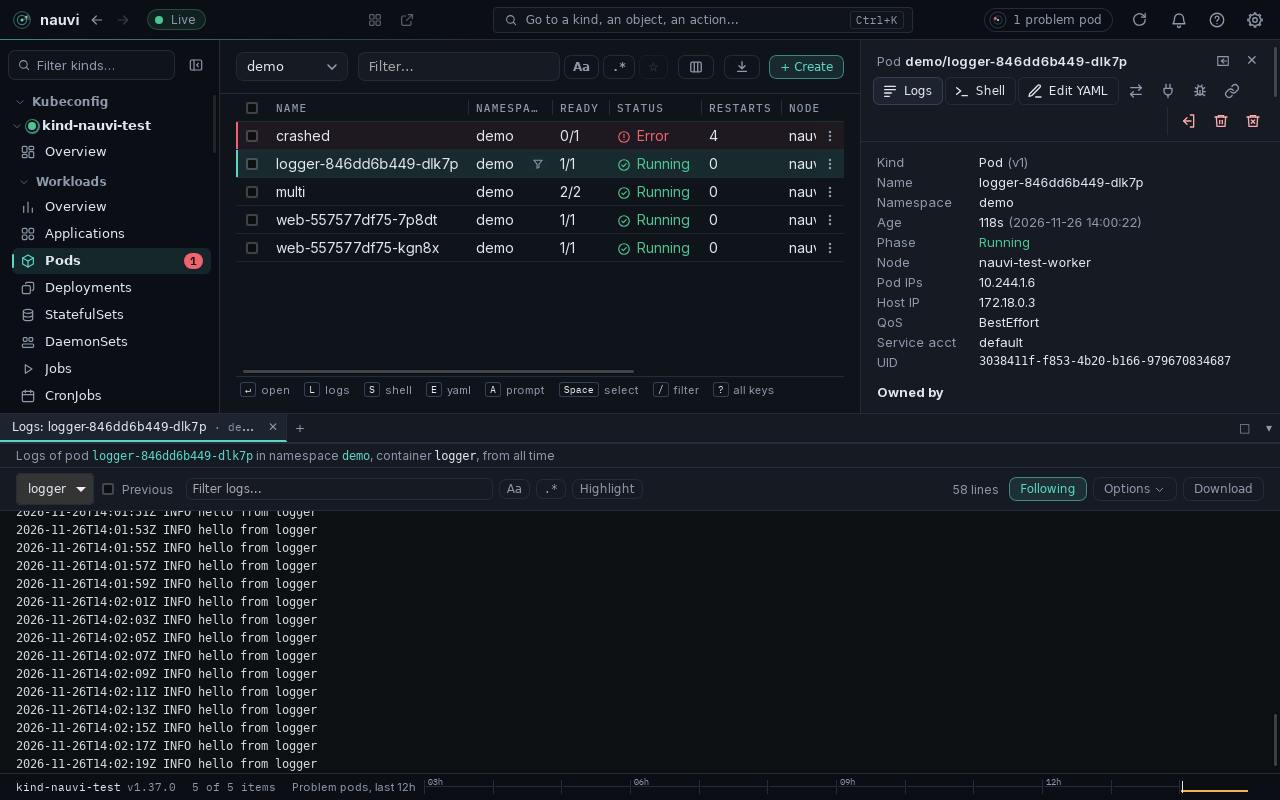 nauvi
Live
Go to a kind, an object, an action... Ctrl+K
1 problem pod
Filter kinds...
Kubeconfig
kind-nauvi-test
Overview
Workloads
Overview
Applications
Pods 1
Deployments
StatefulSets
DaemonSets
Jobs
CronJobs
demo Filter... Aa .* + Create
NAME NAMESPA... READY STATUS RESTARTS NODE
crashed demo 0/1 Error 4 nauv
logger-846dd6b449-dlk7p demo 1/1 Running 0 nauv
multi demo 2/2 Running 0 nauv
web-557577df75-7p8dt demo 1/1 Running 0 nauv
web-557577df75-kgn8x demo 1/1 Running 0 nauv
↵ open L logs S shell E yaml A prompt Space select / filter ? all keys
Pod demo/logger-846dd6b449-dlk7p
Logs Shell Edit YAML
Kind Pod (v1)
Name logger-846dd6b449-dlk7p
Namespace demo
Age 118s (2026-11-26 14:00:22)
Phase Running
Node nauvi-test-worker
Pod IPs 10.244.1.6
Host IP 172.18.0.3
QoS BestEffort
Service acct default
UID 3038411f-f853-4b20-b166-979670834687
Owned by
Logs: logger-846dd6b449-dlk7p · de... × +
Logs of pod logger-846dd6b449-dlk7p in namespace demo, container logger, from all time
logger Previous Filter logs... Aa .* Highlight 58 lines Following Options Download
2026-11-26T14:01:51Z INFO hello from logger
2026-11-26T14:01:53Z INFO hello from logger
2026-11-26T14:01:55Z INFO hello from logger
2026-11-26T14:01:57Z INFO hello from logger
2026-11-26T14:01:59Z INFO hello from logger
2026-11-26T14:02:01Z INFO hello from logger
2026-11-26T14:02:03Z INFO hello from logger
2026-11-26T14:02:05Z INFO hello from logger
2026-11-26T14:02:07Z INFO hello from logger
2026-11-26T14:02:09Z INFO hello from logger
2026-11-26T14:02:11Z INFO hello from logger
2026-11-26T14:02:13Z INFO hello from logger
2026-11-26T14:02:15Z INFO hello from logger
2026-11-26T14:02:17Z INFO hello from logger
2026-11-26T14:02:19Z INFO hello from logger
kind-nauvi-test v1.37.0 5 of 5 items Problem pods, last 12h 03h 06h 09h 12h